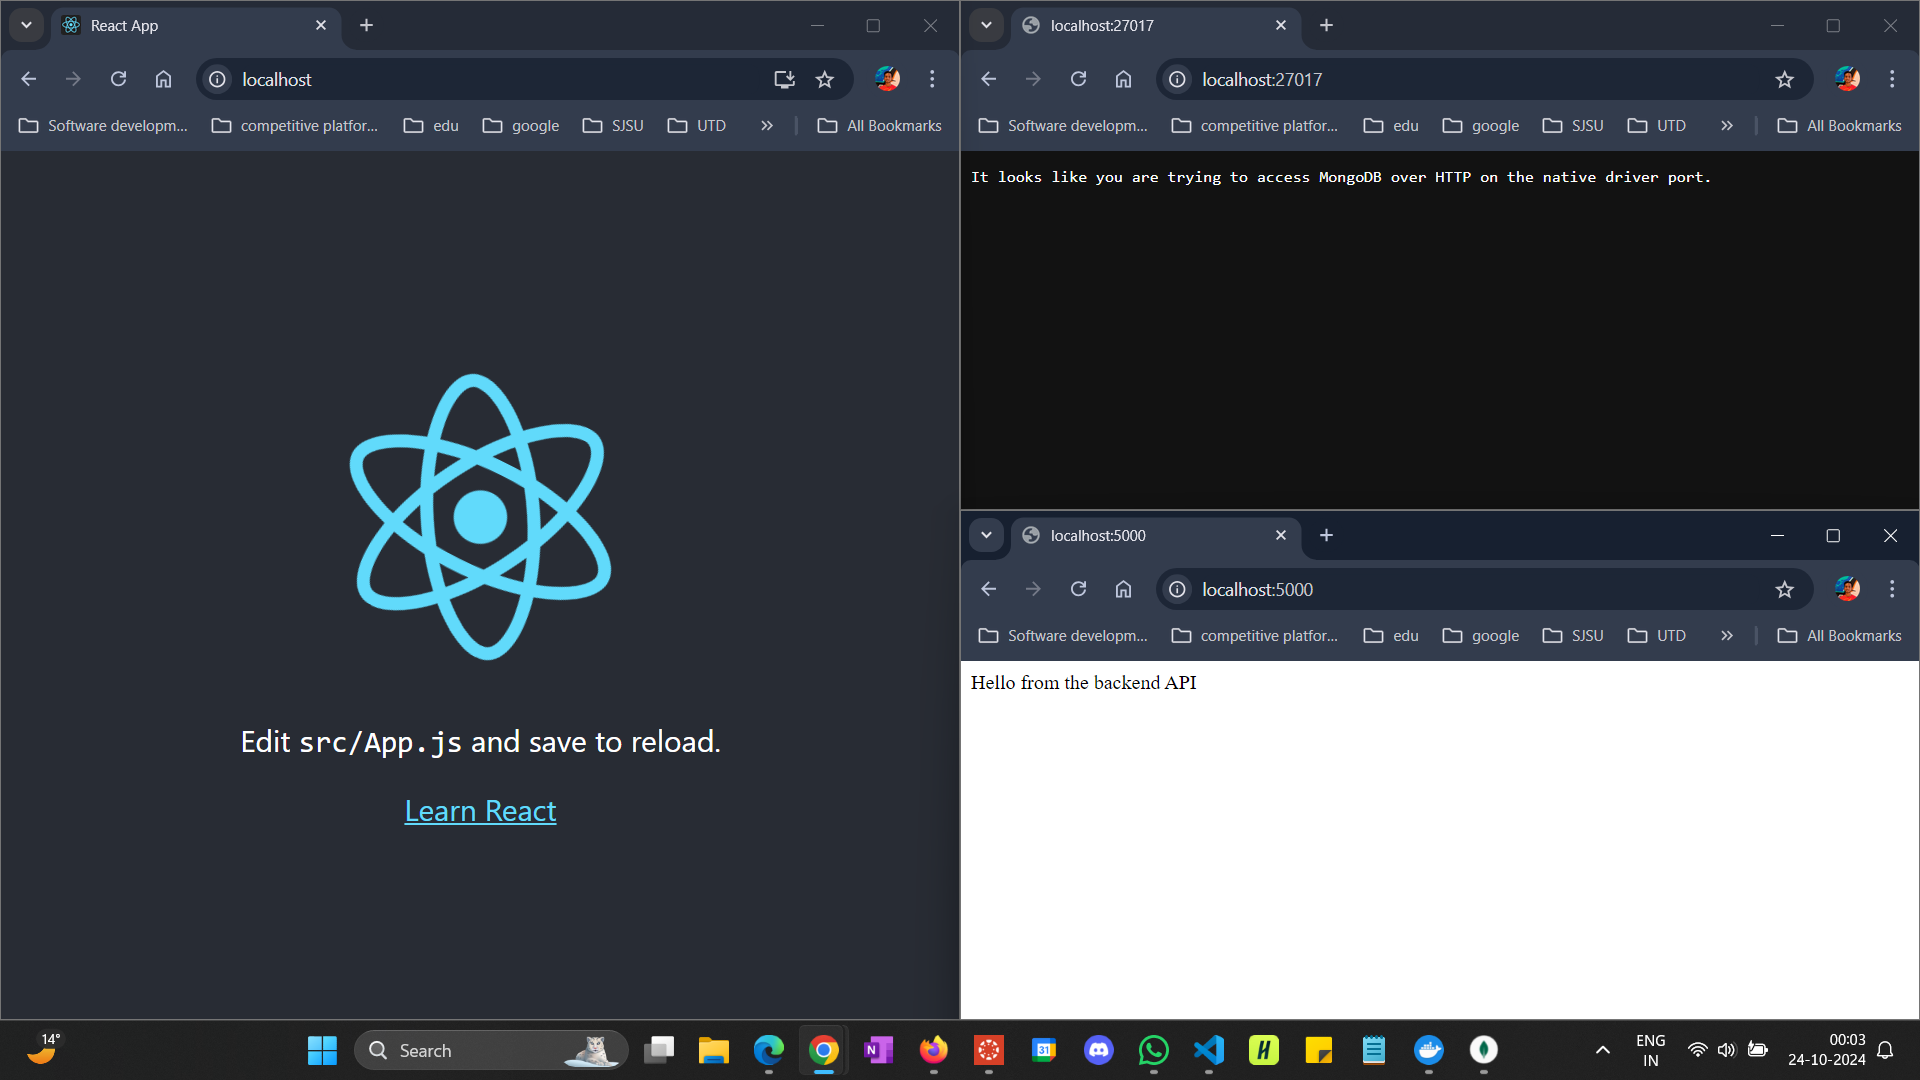 React App
localhost
Software developm...
competitive platfor...
edu
google
SJSU
UTD
All Bookmarks
Edit src/App.js and save to reload.
Learn React
localhost:27017
localhost:27017
Software developm...
competitive platfor...
edu
google
SJSU
UTD
All Bookmarks
It looks like you are trying to access MongoDB over HTTP on the native driver port.
localhost:5000
localhost:5000
Software developm...
competitive platfor...
edu
google
SJSU
UTD
All Bookmarks
Hello from the backend API
14°
Search
N
31
H
ENG
IN
00:03
24-10-2024